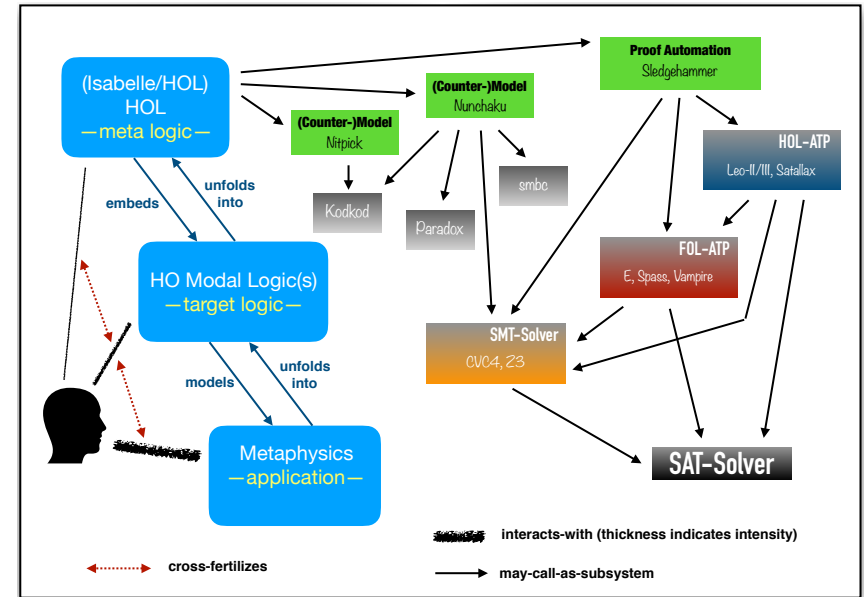 (Isabelle/HOL)
HOL
—meta logic—
embeds
unfolds
into
HO Modal Logic(s)
—target logic—
models
unfolds
into
Metaphysics
—application—
(Counter-)Model
Nitpick
(Counter-)Model
Nunchaku
Proof Automation
Sledgehammer
Kodkod
Paradox
smbc
HOL-ATP
Leo-II/III, Satallax
FOL-ATP
E, Spass, Vampire
SMT-Solver
CVC4, Z3
SAT-Solver
interacts-with (thickness indicates intensity)
cross-fertilizes
may-call-as-subsystem